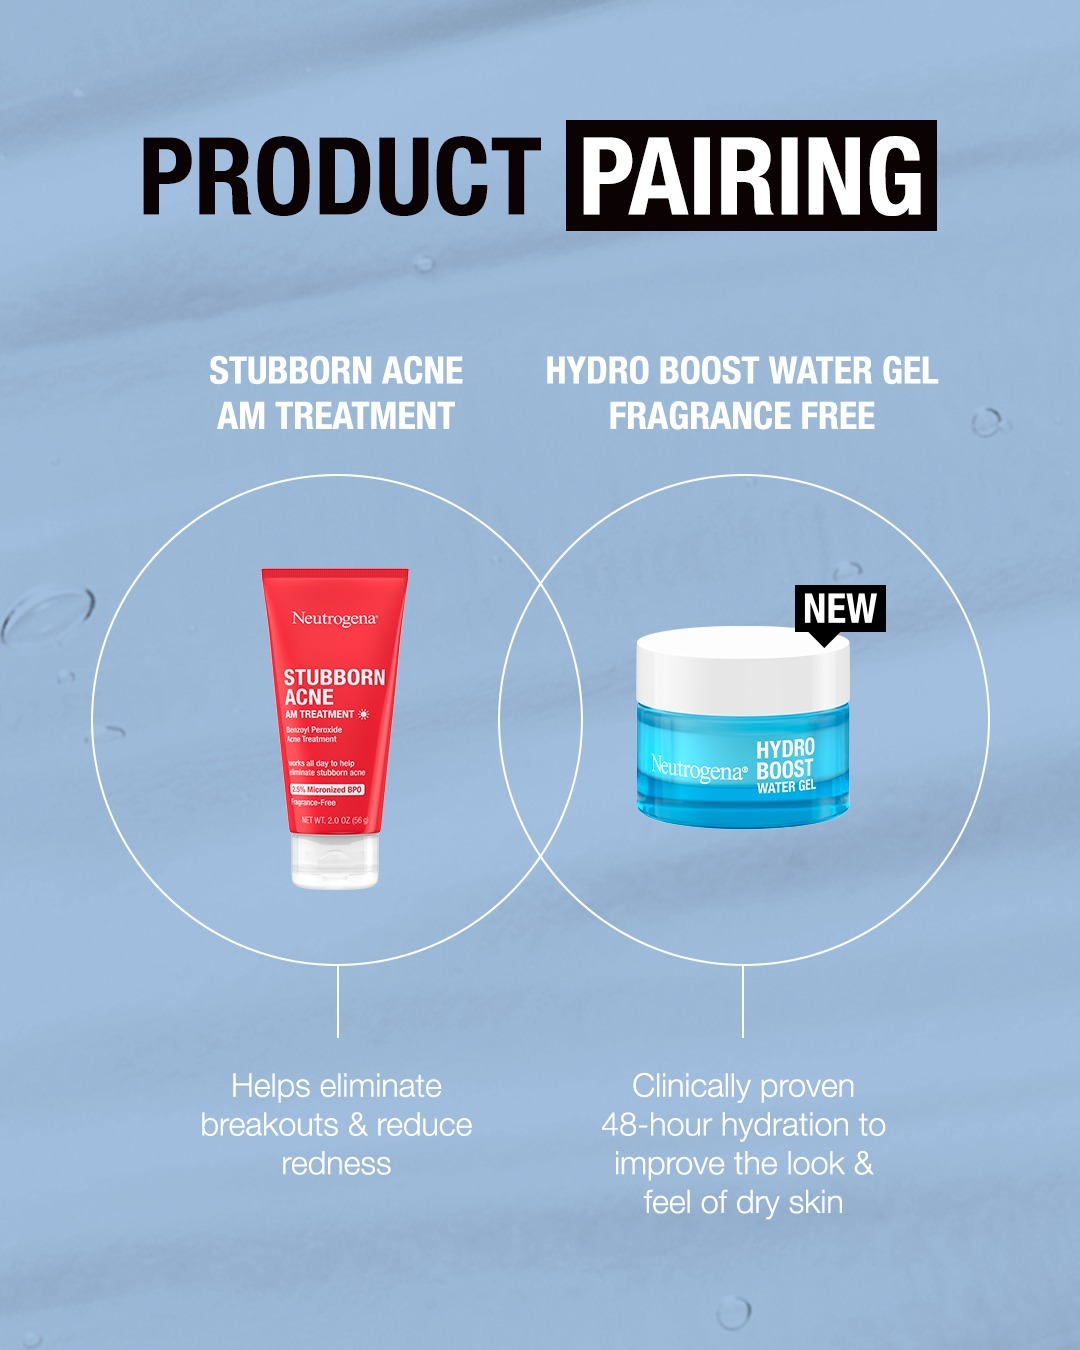 PRODUCT PAIRING
STUBBORN ACNE
AM TREATMENT
HYDRO BOOST WATER GEL
FRAGRANCE FREE
Neutrogena®
STUBBORN
ACNE
AM TREATMENT
Benzoyl Peroxide
Acne Treatment
works all day to help
eliminate stubborn acne
2.5% Micronized BPO
Fragrance-Free
NET WT. 2.0 OZ (56 g)
NEW
Neutrogena®
HYDRO
BOOST
WATER GEL
Helps eliminate
breakouts & reduce
redness
Clinically proven
48-hour hydration to
improve the look &
feel of dry skin